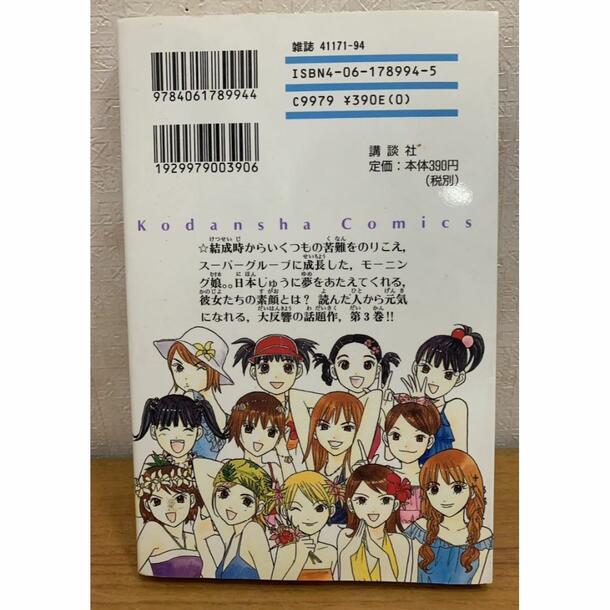 雑誌 41171-94
ISBN4-06-178994-5
C9979 ¥390E(0)
9784061789944
1929979003906
講談社
定価：本体390円
(税別)
Kodansha Comics
☆結成時からいくつもの苦難をのりこえ，
スーパーグループに成長した，モーニン
グ娘。。日本じゅうに夢をあたえてくれる，
彼女たちの素顔とは？ 読んだ人から元気
になれる，大反響の話題作，第3巻!!